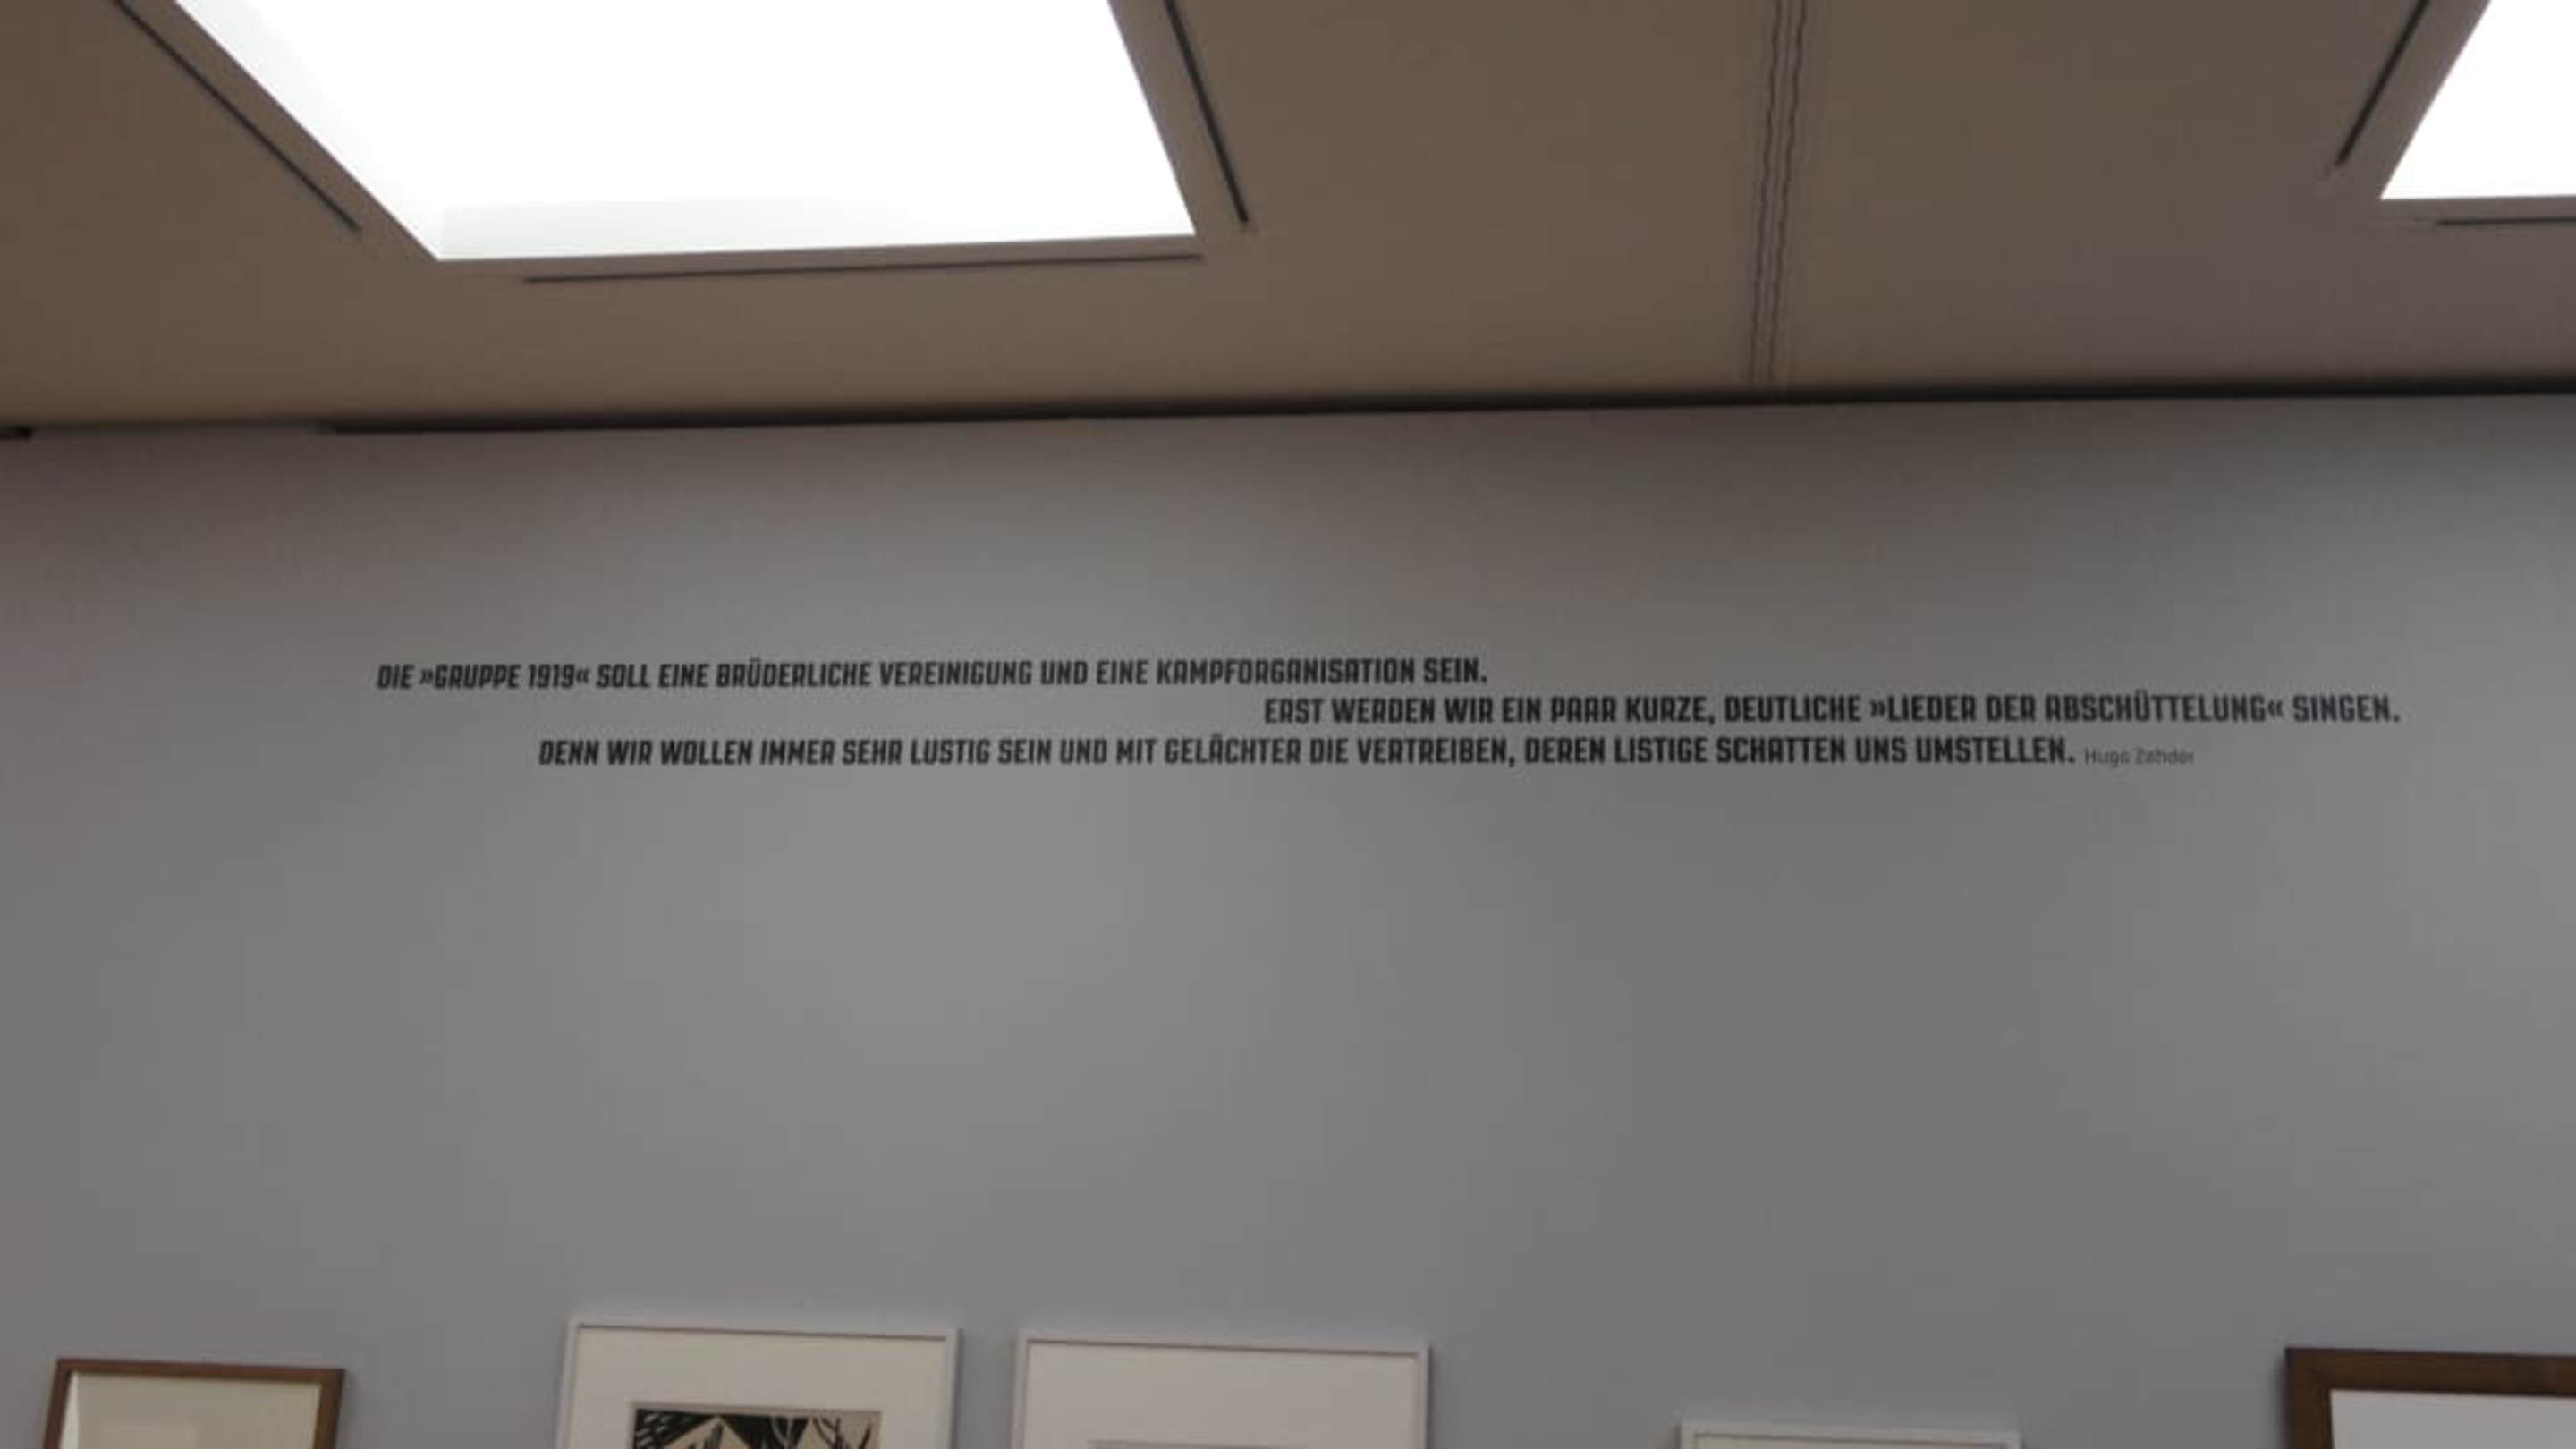 DIE »GRUPPE 1919« SOLL EINE BRÜDERLICHE VEREINIGUNG UND EINE KAMPFORGANISATION SEIN.
ERST WERDEN WIR EIN PAAR KURZE, DEUTLICHE »LIEDER DER ABSCHÜTTELUNG« SINGEN.
DENN WIR WOLLEN IMMER SEHR LUSTIG SEIN UND MIT GELÄCHTER DIE VERTREIBEN, DEREN LISTIGE SCHATTEN UNS UMSTELLEN. Hugo Zehder